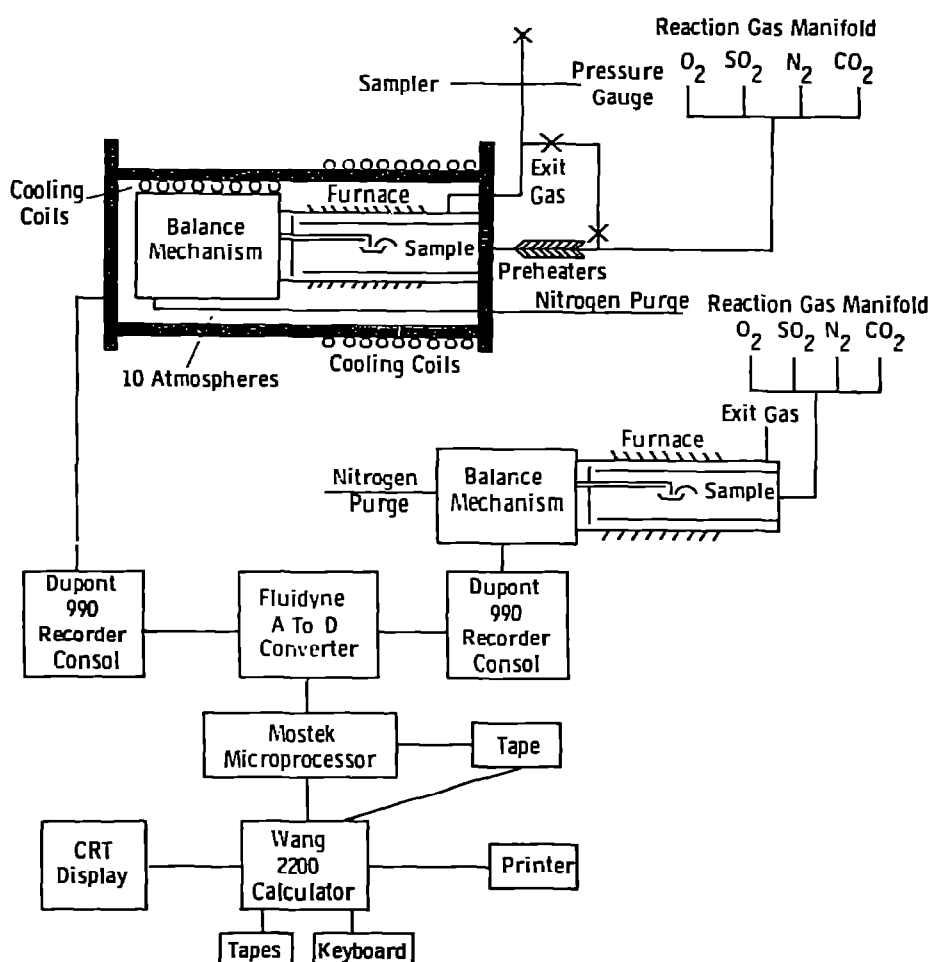 Reaction Gas Manifold
O2 SO2 N2 CO2
Sampler
Pressure
Gauge
Exit
Gas
Cooling
Coils
Furnace
Balance
Mechanism
Sample
Preheaters
Nitrogen Purge
Cooling Coils
10 Atmospheres
Reaction Gas Manifold
O2 SO2 N2 CO2
Exit Gas
Furnace
Nitrogen
Purge
Balance
Mechanism
Sample
Dupont
990
Recorder
Consol
Fluidyne
A To D
Converter
Dupont
990
Recorder
Consol
Mostek
Microprocessor
Tape
CRT
Display
Wang
2200
Calculator
Printer
Tapes
Keyboard